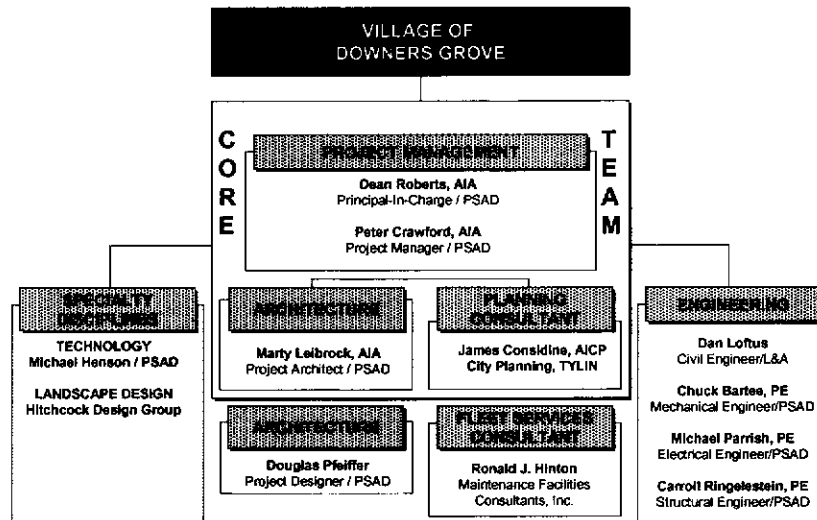 VILLAGE OF
DOWNERS GROVE
CORE
TEAM
PROJECT MANAGEMENT
Dean Roberts, AIA
Principal-In-Charge / PSAD
Peter Crawford, AIA
Project Manager / PSAD
SPECIALTY
DISCIPLINES
TECHNOLOGY
Michael Henson / PSAD
LANDSCAPE DESIGN
Hitchcock Design Group
ARCHITECTURE
Marty Leibrock, AIA
Project Architect / PSAD
PLANNING
CONSULTANT
James Considine, AICP
City Planning, TYLIN
ENGINEERING
Dan Loftus
Civil Engineer/L&A
Chuck Bartee, PE
Mechanical Engineer/PSAD
Michael Parrish, PE
Electrical Engineer/PSAD
Carroll Ringelestein, PE
Structural Engineer/PSAD
ARCHITECTURE
Douglas Pfeiffer
Project Designer / PSAD
FLEET SERVICES
CONSULTANT
Ronald J. Hinton
Maintenance Facilities
Consultants, Inc.